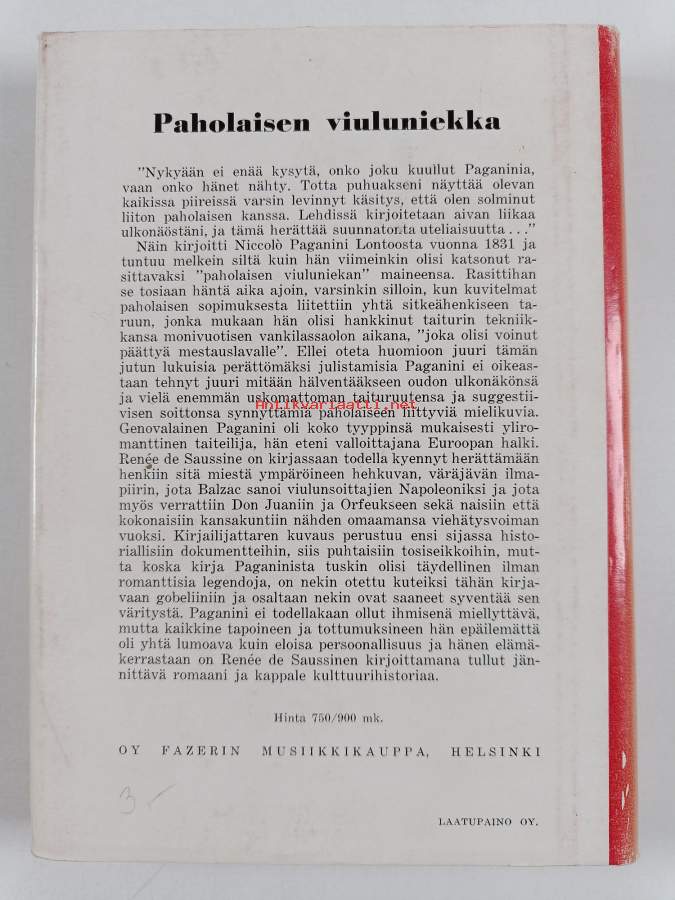 Paholaisen viuluniekka
"Nykyään ei enää kysytä, onko joku kuullut Paganinia,
vaan onko hänet nähty. Totta puhuakseni näyttää olevan
kaikissa piireissä varsin levinnyt käsitys, että olen solminut
liiton paholaisen kanssa. Lehdissä kirjoitetaan aivan liikaa
ulkonäöstäni, ja tämä herättää suunnatonta uteliaisuutta . . ."
Näin kirjoitti Niccolò Paganini Lontoosta vuonna 1831 ja
tuntuu melkein siltä kuin hän viimeinkin olisi katsonut ra-
sittavaksi "paholaisen viuluniekan" maineensa. Rasittihan
se tosiaan häntä aika ajoin, varsinkin silloin, kun kuvitelmat
paholaisen sopimuksesta liitettiin yhtä sitkeähenkiseen ta-
ruun, jonka mukaan hän olisi hankkinut taiturin tekniik-
kansa monivuotisen vankilassaolon aikana, "joka olisi voinut
päättyä mestauslavalle". Ellei oteta huomioon juuri tämän
jutun lukuisia perättömäksi julistamisia Paganini ei oikeas-
taan tehnyt juuri mitään hälventääkseen oudon ulkonäkönsä
ja vielä enemmän uskomattoman taituruutensa ja suggestii-
visen soittonsa synnyttämiä paholaiseen liittyviä mielikuvia.
Antikvariaatti.net
Genovalainen Paganini oli koko tyyppinsä mukaisesti yliro-
manttinen taiteilija, hän eteni valloittajana Euroopan halki.
Renée de Saussine on kirjassaan todella kyennyt herättämään
henkiin sitä miestä ympäröineen hehkuvan, väräjävän ilma-
piirin, jota Balzac sanoi viulunsoittajien Napoleoniksi ja jota
myös verrattiin Don Juaniin ja Orfeukseen sekä naisiin että
kokonaisiin kansakuntiin nähden omaamansa viehätysvoiman
vuoksi. Kirjailijattaren kuvaus perustuu ensi sijassa histo-
riallisiin dokumentteihin, siis puhtaisiin tosiseikkoihin, mut-
ta koska kirja Paganinista tuskin olisi täydellinen ilman
romanttisia legendoja, on nekin otettu kuteiksi tähän kirja-
vaan gobeliiniin ja osaltaan nekin ovat saaneet syventää sen
väritystä. Paganini ei todellakaan ollut ihmisenä miellyttävä,
mutta kaikkine tapoineen ja tottumuksineen hän epäilemättä
oli yhtä lumoava kuin eloisa persoonallisuus ja hänen elämä-
kerrastaan on Renée de Saussinen kirjoittamana tullut jän-
nittävä romaani ja kappale kulttuurihistoriaa.
Hinta 750/900 mk.
OY FAZERIN MUSIIKKIKAUPPA, HELSINKI
3-
LAATUPAINO OY.